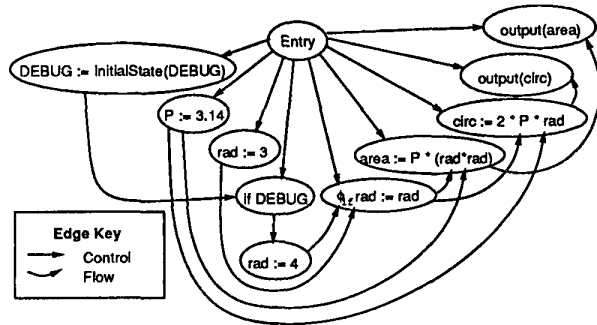 Entry
output(area)
DEBUG := InitialState(DEBUG)
output(circ)
P := 3.14
circ := 2 * P * rad
rad := 3
area := P * (rad*rad)
if DEBUG
ϕif rad := rad
rad := 4
Edge Key
Control
Flow